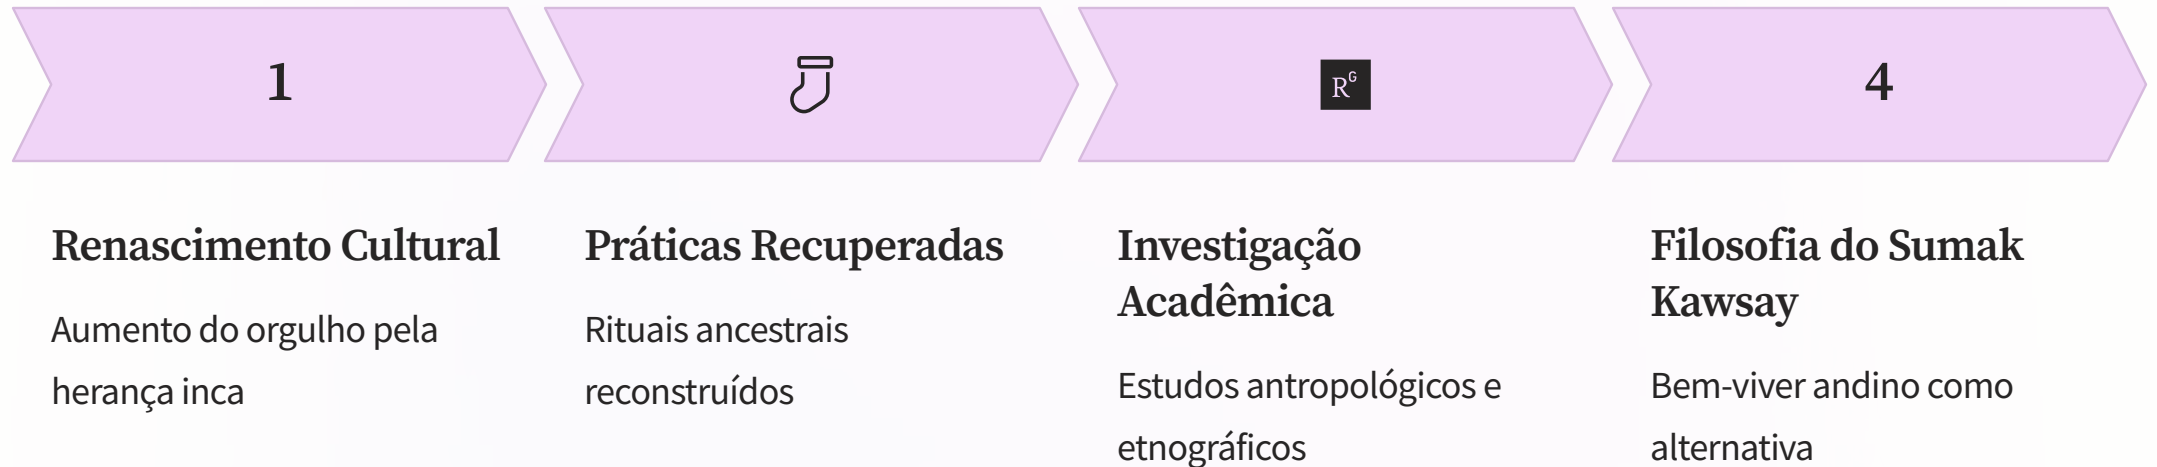 1
RG
4
Renascimento Cultural
Aumento do orgulho pela
herança inca
Práticas Recuperadas
Rituais ancestrais
reconstruídos
Investigação
Acadêmica
Estudos antropológicos e
etnográficos
Filosofia do Sumak
Kawsay
Bem-viver andino como
alternativa